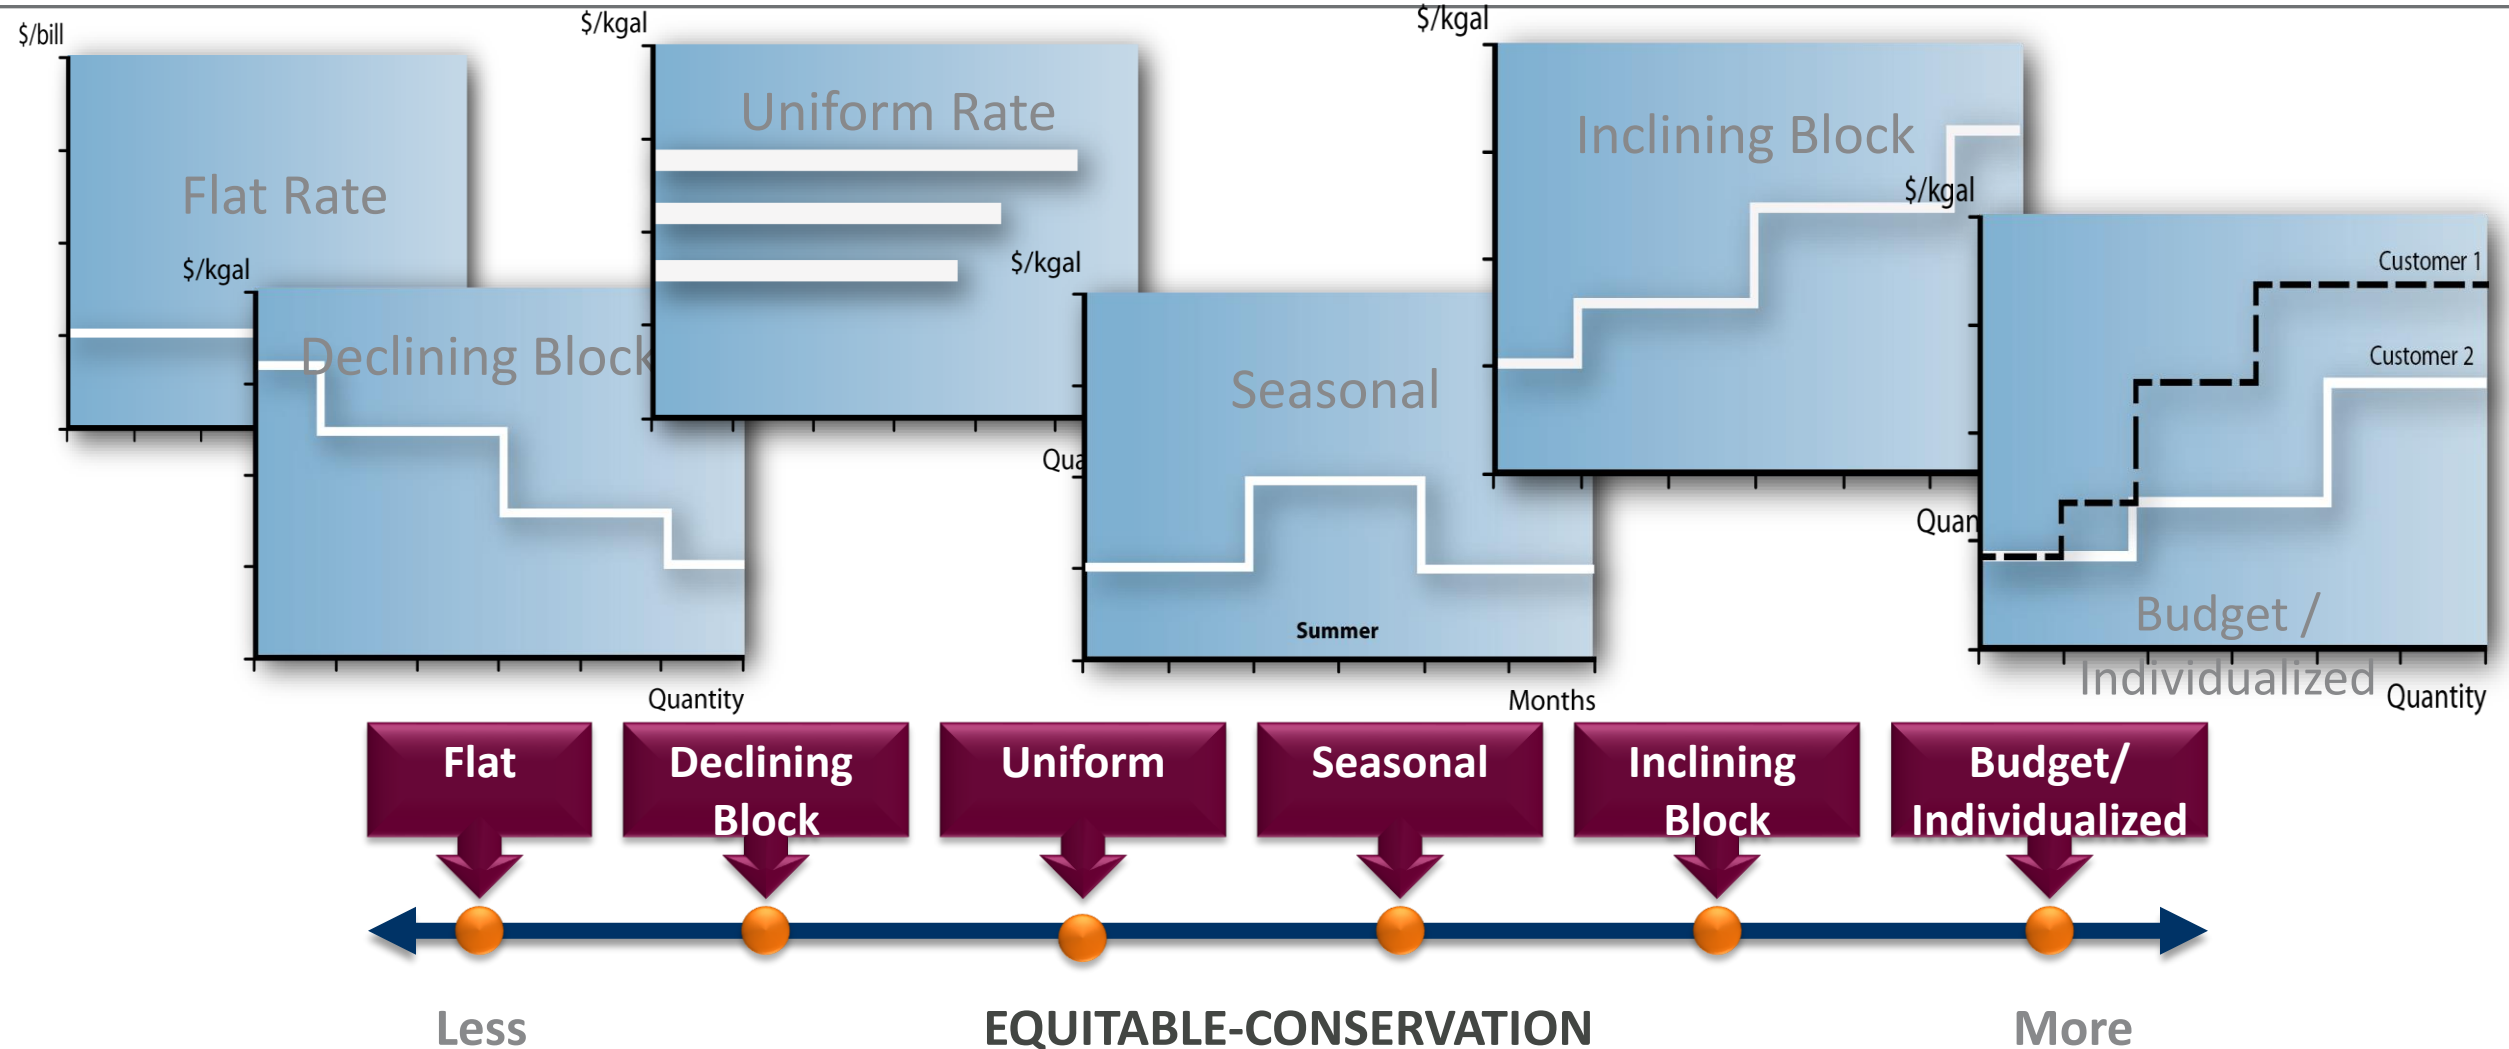 $/bill
Flat Rate
$/kgal
Declining Block
Quantity
$/kgal
Uniform Rate
Qua
$/kgal
Seasonal
Summer
Months
$/kgal
Inclining Block
Quan
$/kgal
Customer 1
Customer 2
Budget /
Individualized
Quantity
Flat
Declining
Block
Uniform
Seasonal
Inclining
Block
Budget/
Individualized
Less
EQUITABLE-CONSERVATION
More